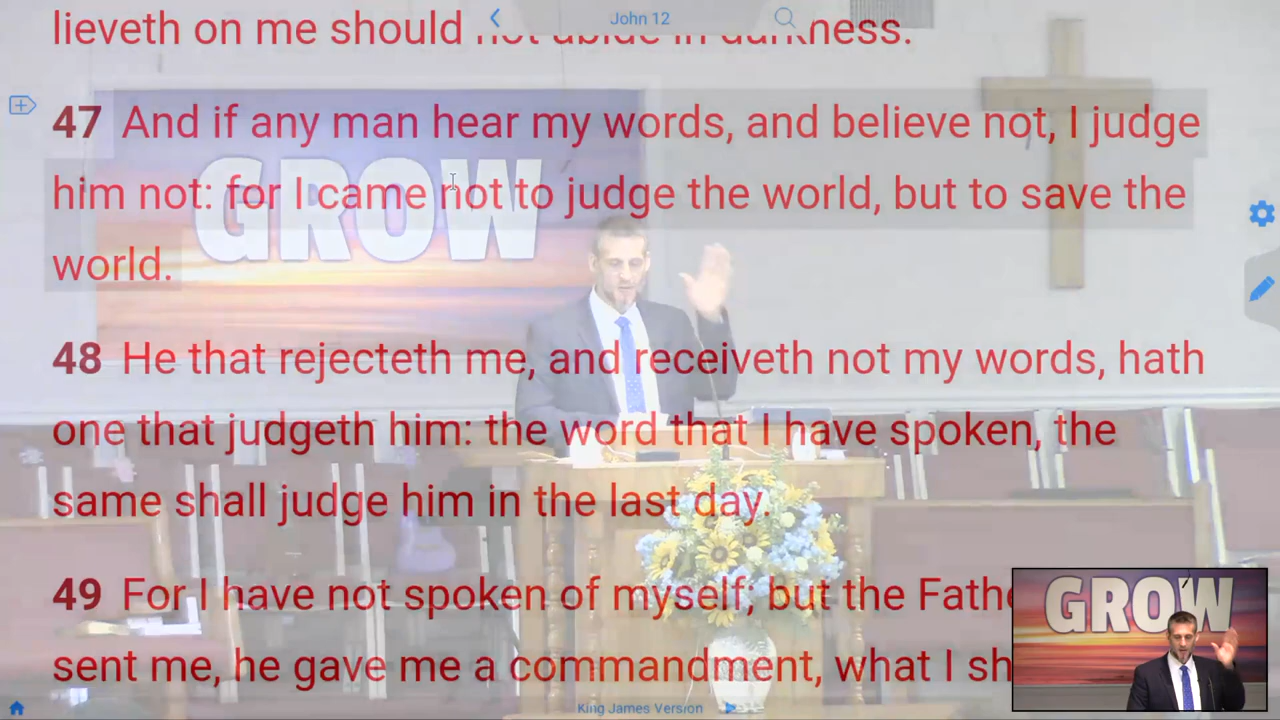 John 12
lieveth on me should not abide in darkness.
47 And if any man hear my words, and believe not, I judge
him not: for I came not to judge the world, but to save the
world.
GROW
48 He that rejecteth me, and receiveth not my words, hath
one that judgeth him: the word that I have spoken, the
same shall judge him in the last day.
49 For I have not spoken of myself; but the Fathe
sent me, he gave me a commandment, what I sh
GROW
King James Version